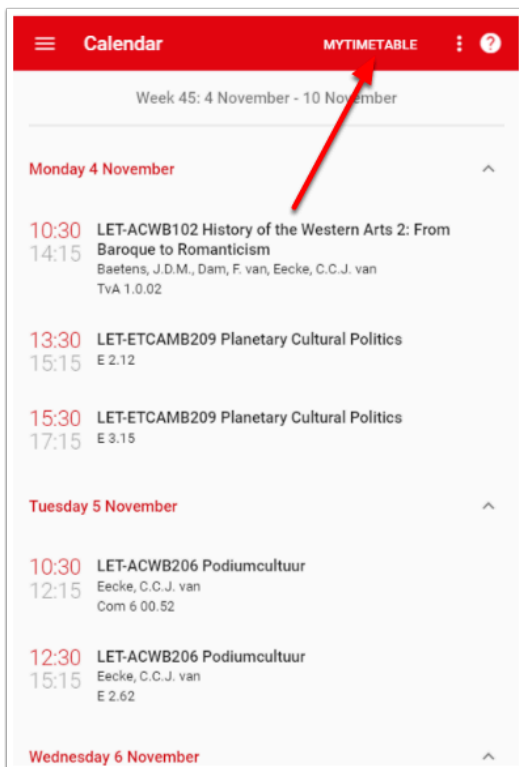 Calendar MYTIMETABLE ?
Week 45: 4 November - 10 November
Monday 4 November
10:30 LET-ACWB102 History of the Western Arts 2: From
14:15 Baroque to Romanticism
Baetens, J.D.M., Dam, F. van, Eecke, C.C.J. van
TvA 1.0.02
13:30 LET-ETCAMB209 Planetary Cultural Politics
15:15 E 2.12
15:30 LET-ETCAMB209 Planetary Cultural Politics
17:15 E 3.15
Tuesday 5 November
10:30 LET-ACWB206 Podiumcultuur
12:15 Eecke, C.C.J. van
Com 6 00.52
12:30 LET-ACWB206 Podiumcultuur
15:15 Eecke, C.C.J. van
E 2.62
Wednesday 6 November